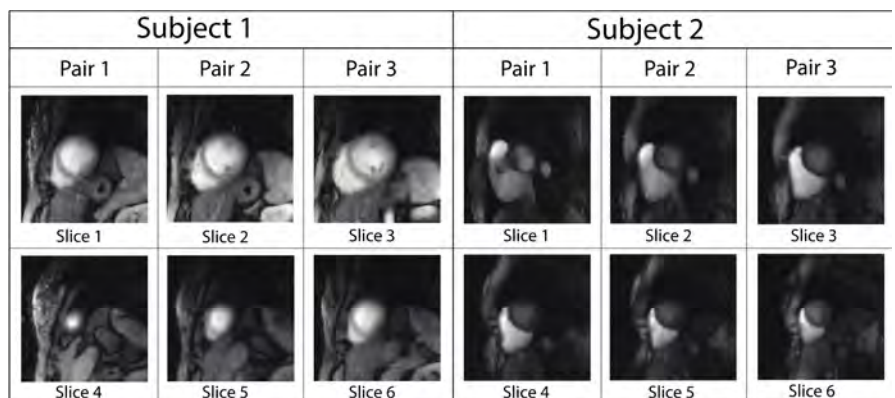 Subject 1 Subject 2
Pair 1 Pair 2 Pair 3 Pair 1 Pair 2 Pair 3
Slice 1 Slice 2 Slice 3 Slice 1 Slice 2 Slice 3
Slice 4 Slice 5 Slice 6 Slice 4 Slice 5 Slice 6